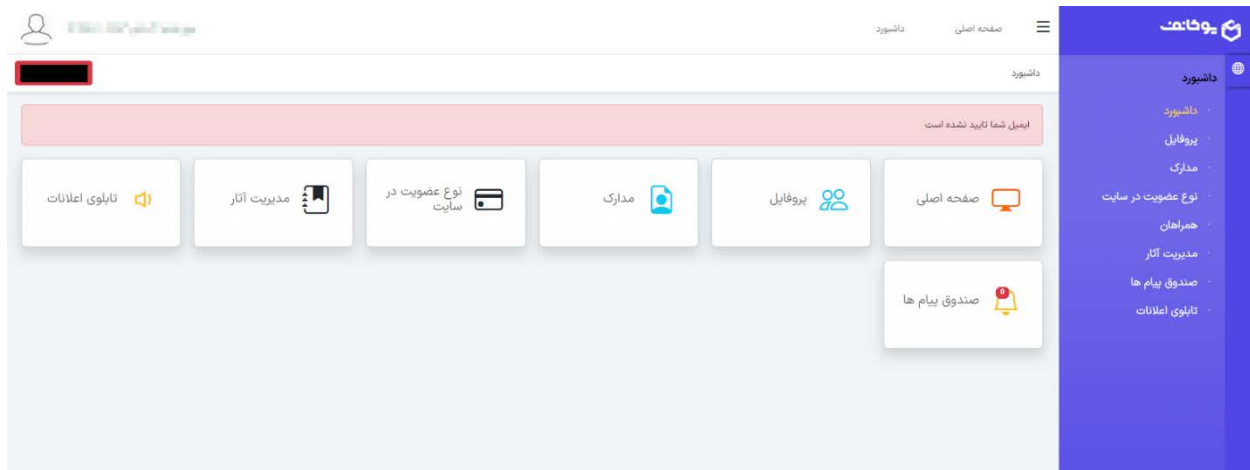 یوکانف
صفحه اصلی
داشبورد
داشبورد
داشبورد
داشبورد
پروفایل
مدارک
نوع عضویت در سایت
همراهان
مدیریت آثار
صندوق پیام ها
تابلوی اعلانات
ایمیل شما تایید نشده است
صفحه اصلی
پروفایل
مدارک
نوع عضویت در
سایت
مدیریت آثار
تابلوی اعلانات
0
صندوق پیام ها